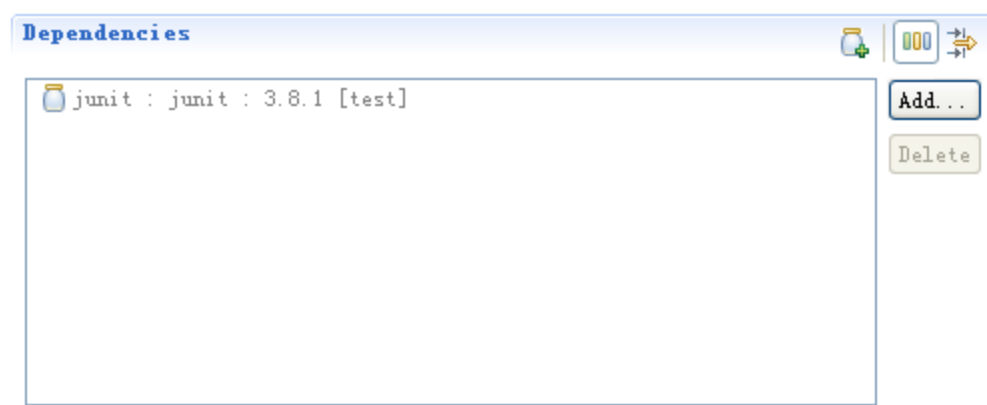 Dependencies
junit : junit : 3.8.1 [test]
Add...
Delete